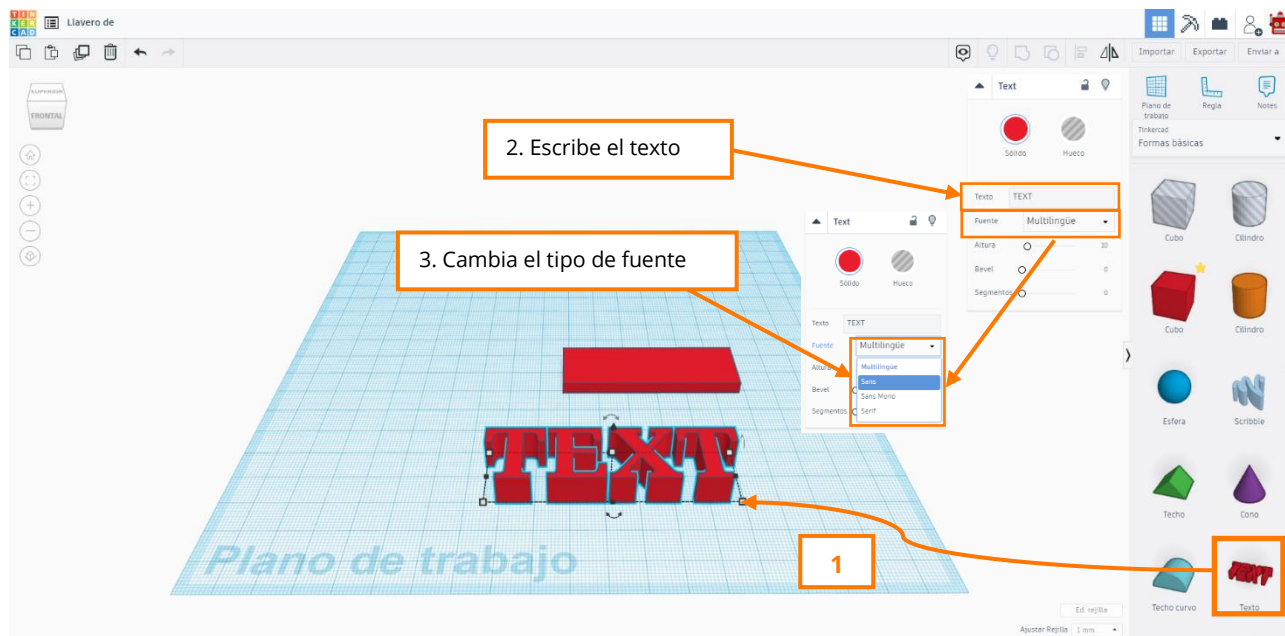 TIN
KER
CAD
Llavero de
Importar
Exportar
Enviar a
SUPERIOR
FRONTAL
Text
Sólido
Hueco
Texto
TEXT
Fuente
Multilingüe
Altura
10
Bevel
0
Segmentos
0
Plano de trabajo
Regla
Notes
Tinkercad
Formas básicas
Cubo
Cilindro
Cubo
Cilindro
Esfera
Scribble
Techo
Cono
Techo curvo
Texto
TEXT
2. Escribe el texto
3. Cambia el tipo de fuente
Text
Sólido
Hueco
Texto
TEXT
Fuente
Multilingüe
Altura
Multilingüe
Sans
Bevel
Sans Mono
Segmentos
Serif
TEXT
Plano de trabajo
1
Ed. rejilla
Ajustar Rejilla
1 mm